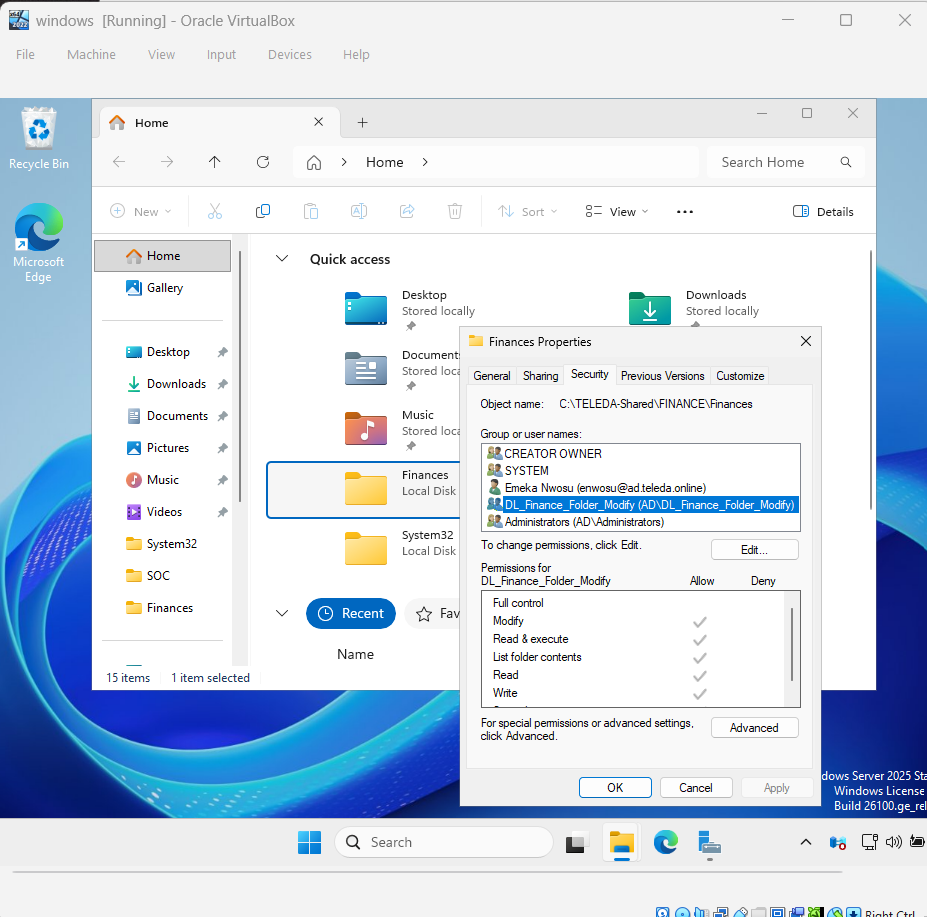 windows [Running] - Oracle VirtualBox
File Machine View Input Devices Help
Recycle Bin
Microsoft
Edge
Home
Home
Search Home
New
Sort
View
Details
Home
Gallery
Desktop
Downloads
Documents
Pictures
Music
Videos
System32
SOC
Finances
Quick access
Desktop
Stored locally
Downloads
Stored locally
Document
Stored loca
Music
Stored loca
Finances
Local Disk
System32
Local Disk
Recent
Fav
Name
15 items 1 item selected
Finances Properties
General Sharing Security Previous Versions Customize
Object name: C:\TELEDA-Shared\FINANCE\Finances
Group or user names:
CREATOR OWNER
SYSTEM
Emeka Nwosu (enwosu@ad.teleda.online)
DL_Finance_Folder_Modify (AD\DL_Finance_Folder_Modify)
Administrators (AD\Administrators)
To change permissions, click Edit.
Edit...
Permissions for
DL_Finance_Folder_Modify Allow Deny
Full control
Modify
Read & execute
List folder contents
Read
Write
For special permissions or advanced settings,
click Advanced.
Advanced
OK Cancel Apply
dows Server 2025 Sta
Windows License
Build 26100.ge_rel
Search
Right Ctrl